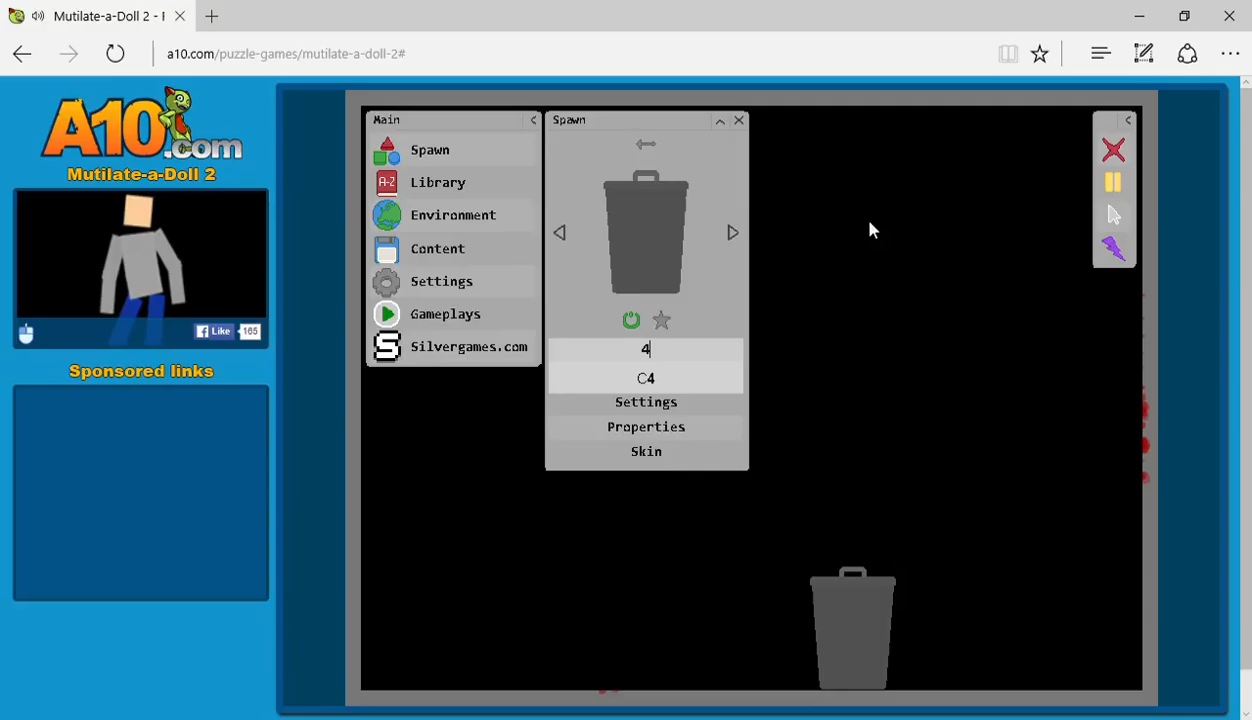 Mutilate-a-Doll 2 - F
a10.com/puzzle-games/mutilate-a-doll-2#
A10.com
Mutilate-a-Doll 2
Like 165
Sponsored links
Main
Spawn
A-Z Library
Environment
Content
Settings
Gameplays
S Silvergames.com
Spawn
4
C4
Settings
Properties
Skin